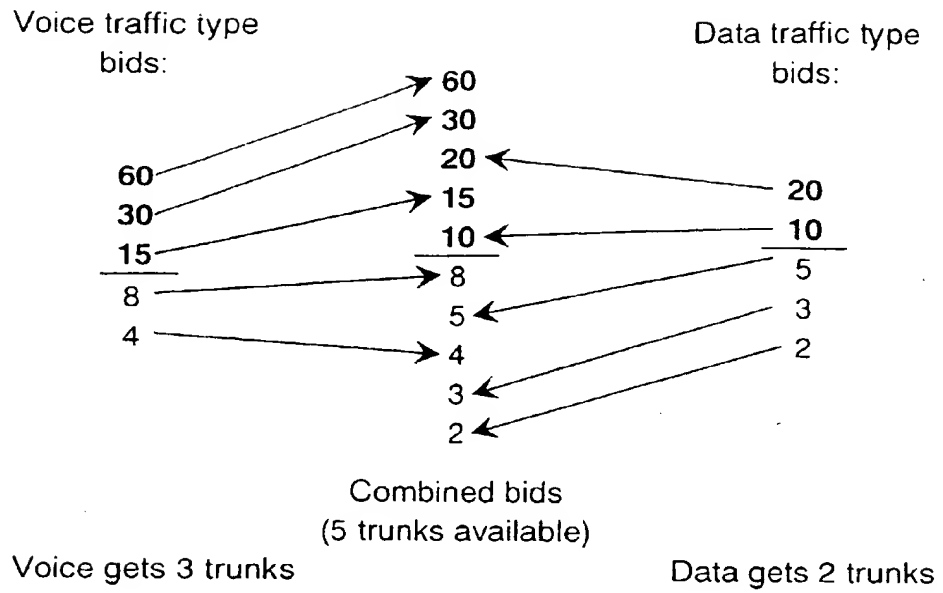 Voice traffic type
bids:
60
30
15
8
4
60
30
20
15
10
8
5
4
3
2
Data traffic type
bids:
20
10
5
3
2
Combined bids
(5 trunks available)
Voice gets 3 trunks
Data gets 2 trunks